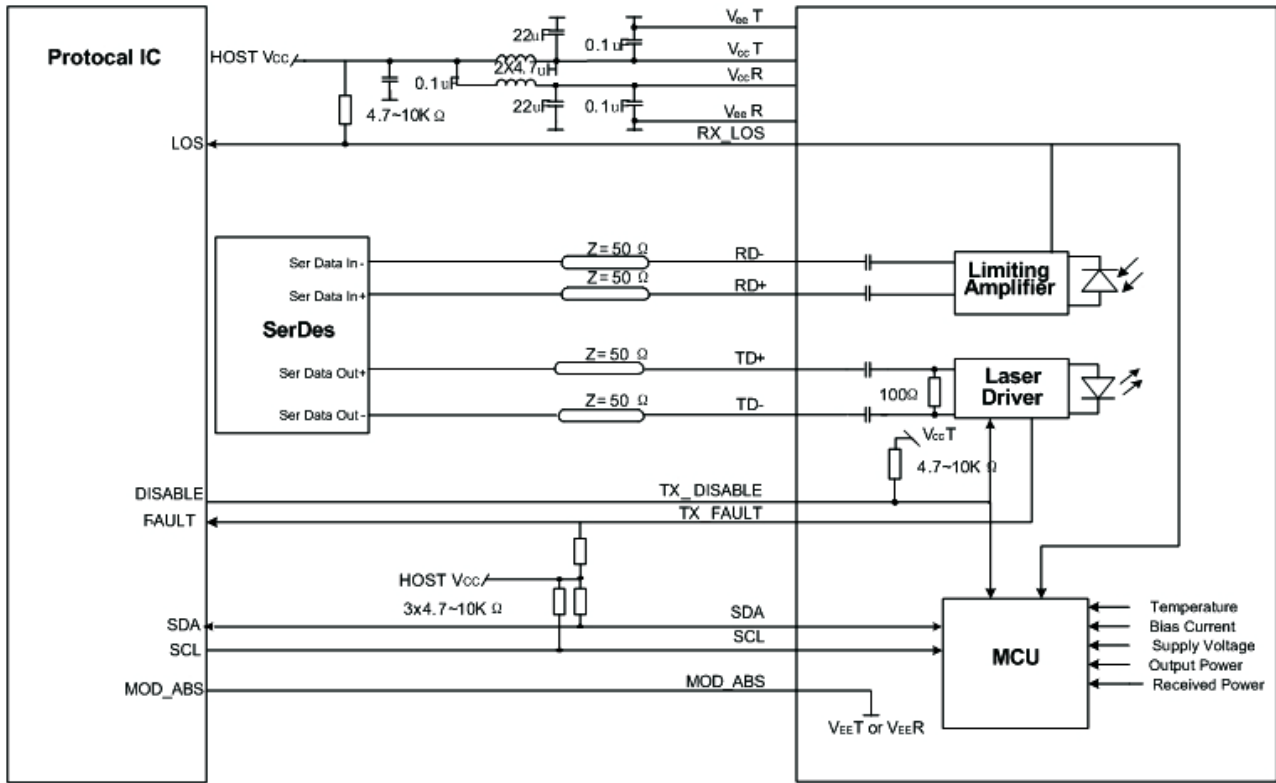 Protocal IC
HOST Vcc
22uF
0.1uF
VeeT
VccT
2X4.7uH
0.1uF
VccR
22uF
0.1uF
4.7~10K Ω
VeeR
LOS
RX_LOS
Z= 50 Ω
Ser Data In -
RD-
Z= 50 Ω
Ser Data In +
RD+
Limiting
Amplifier
SerDes
Z= 50 Ω
Ser Data Out+
TD+
Z= 50 Ω
Ser Data Out-
TD-
100Ω
Laser
Driver
VccT
4.7~10K Ω
DISABLE
TX_DISABLE
FAULT
TX_FAULT
HOST Vcc
3x4.7~10K Ω
SDA
SDA
SCL
SCL
MCU
Temperature
Bias Current
Supply Voltage
Output Power
Received Power
MOD_ABS
MOD_ABS
VEET or VEER